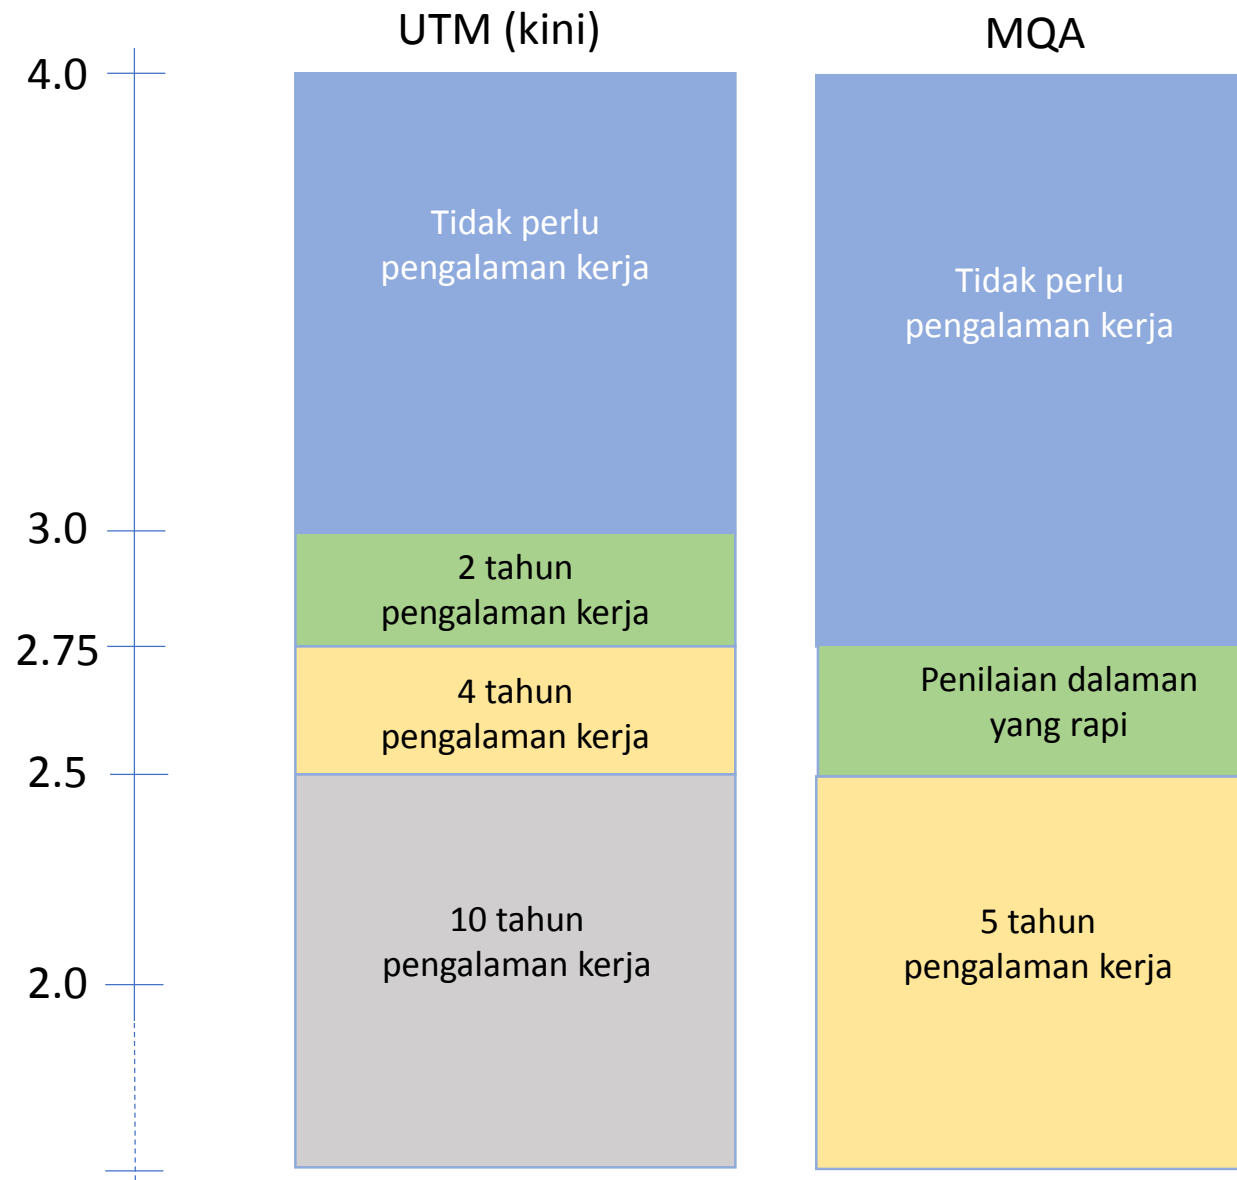 UTM (kini)
MQA
4.0
3.0
2.75
2.5
2.0
Tidak perlu
pengalaman kerja
2 tahun
pengalaman kerja
4 tahun
pengalaman kerja
10 tahun
pengalaman kerja
Tidak perlu
pengalaman kerja
Penilaian dalaman
yang rapi
5 tahun
pengalaman kerja